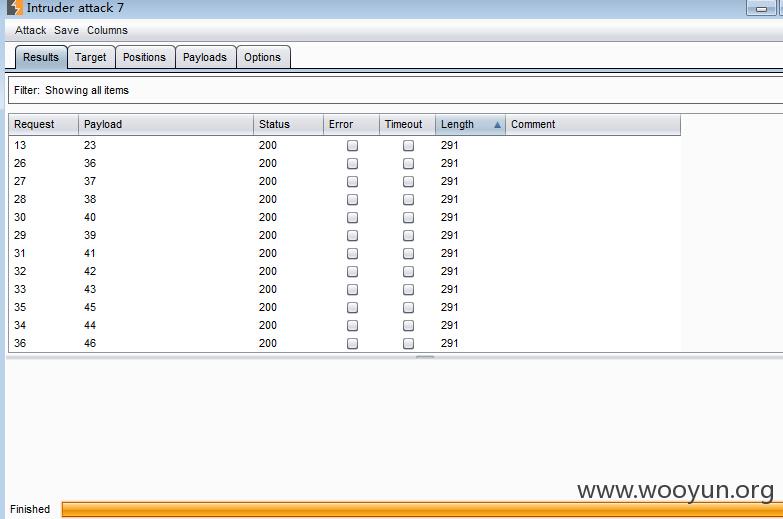 Intruder attack 7
Attack Save Columns
Results Target Positions Payloads Options
Filter: Showing all items
Request Payload Status Error Timeout Length Comment
13 23 200 291
26 36 200 291
27 37 200 291
28 38 200 291
30 40 200 291
29 39 200 291
31 41 200 291
32 42 200 291
33 43 200 291
35 45 200 291
34 44 200 291
36 46 200 291
www.wooyun.org
Finished